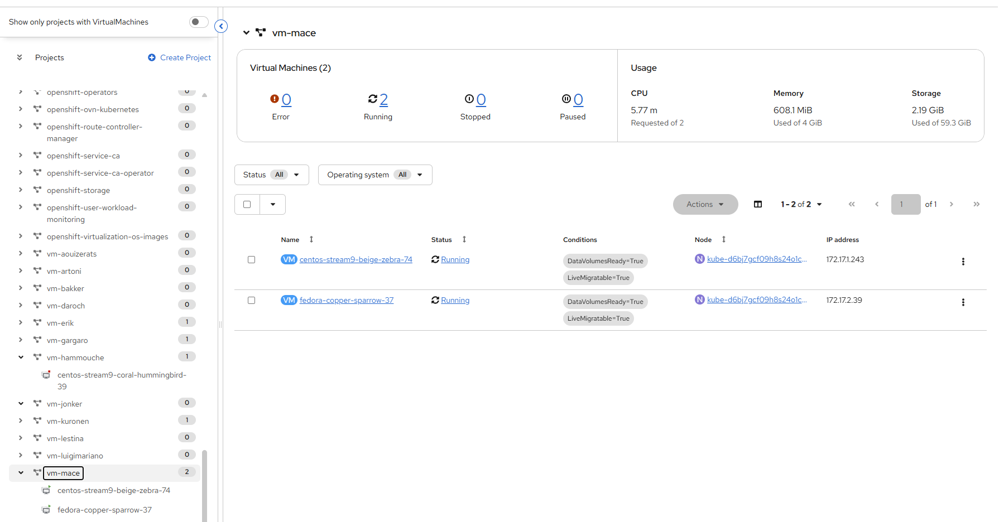 Show only projects with VirtualMachines
Projects
Create Project
openshift-operators 0
openshift-ovn-kubernetes 0
openshift-route-controller- 0
manager
openshift-service-ca 0
openshift-service-ca-operator 0
openshift-storage 0
openshift-user-workload- 0
monitoring
openshift-virtualization-os-images 0
vm-aouizerats 0
vm-artoni 0
vm-bakker 0
vm-daroch 0
vm-erik 1
vm-gargaro 1
vm-hammouche 1
centos-stream9-coral-hummingbird-
39
vm-jonker 0
vm-kuronen 1
vm-lestina 0
vm-luigimariano 0
vm-mace 2
centos-stream9-beige-zebra-74
fedora-copper-sparrow-37
vm-mace
Virtual Machines (2)
0 2 0 0
Error Running Stopped Paused
Usage
CPU Memory Storage
5.77 m 608.1 MiB 2.19 GiB
Requested of 2 Used of 4 GiB Used of 59.3 GiB
Status All Operating system All
Actions 1 - 2 of 2 1 of 1
Name Status Conditions Node IP address
VM centos-stream9-beige-zebra-74 Running DataVolumesReady=True N kube-d6bj7gcf09h8s24o1c... 172.17.1.243
LiveMigratable=True
VM fedora-copper-sparrow-37 Running DataVolumesReady=True N kube-d6bj7gcf09h8s24o1c... 172.17.2.39
LiveMigratable=True